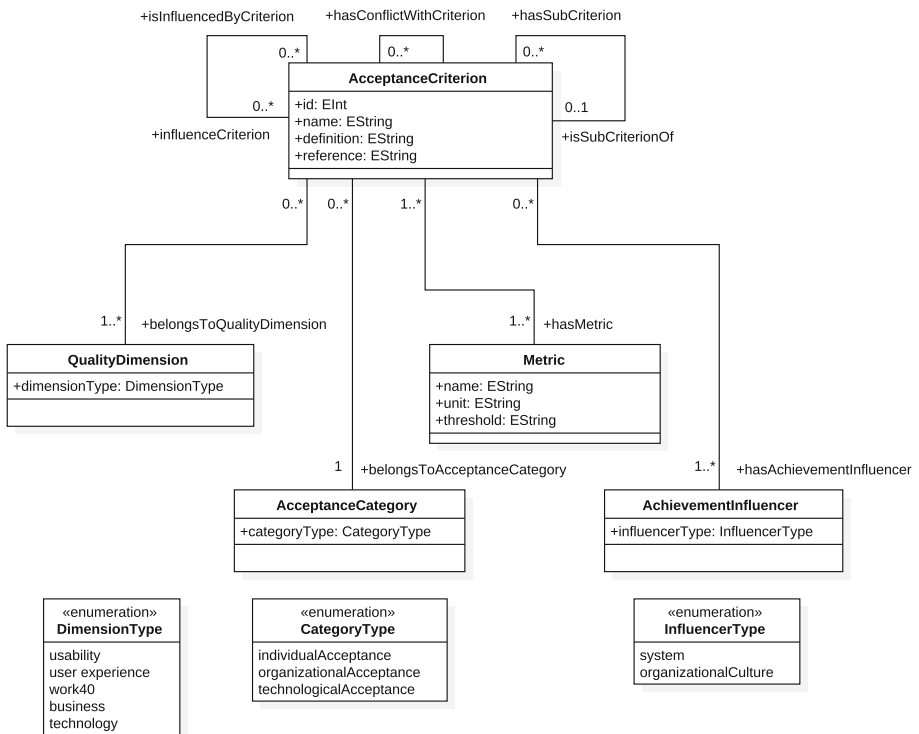 +isInfluencedByCriterion
+hasConflictWithCriterion
+hasSubCriterion
0..*
0..*
0..*
AcceptanceCriterion
+id: EInt
+name: EString
+definition: EString
+reference: EString
0..*
0..1
+influenceCriterion
+isSubCriterionOf
0..*
0..*
1..*
0..*
1..*
+belongsToQualityDimension
1..*
+hasMetric
QualityDimension
+dimensionType: DimensionType
Metric
+name: EString
+unit: EString
+threshold: EString
1
+belongsToAcceptanceCategory
1..*
+hasAchievementInfluencer
AcceptanceCategory
+categoryType: CategoryType
AchievementInfluencer
+influencerType: InfluencerType
«enumeration»
DimensionType
usability
user experience
work40
business
technology
«enumeration»
CategoryType
individualAcceptance
organizationalAcceptance
technologicalAcceptance
«enumeration»
InfluencerType
system
organizationalCulture